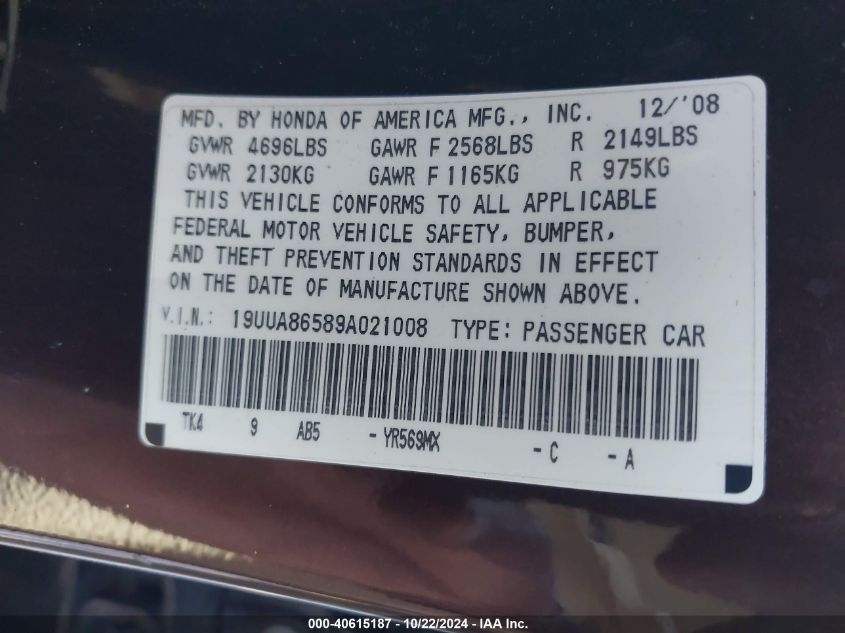 MFD. BY HONDA OF AMERICA MFG., INC. 12/'08
GVWR 4696LBS GAWR F 2568LBS R 2149LBS
GVWR 2130KG GAWR F 1165KG R 975KG
THIS VEHICLE CONFORMS TO ALL APPLICABLE
FEDERAL MOTOR VEHICLE SAFETY, BUMPER,
AND THEFT PREVENTION STANDARDS IN EFFECT
ON THE DATE OF MANUFACTURE SHOWN ABOVE.
V.I.N.: 19UUA86589A021008 TYPE: PASSENGER CAR
TK4 9 AB5 - YR569MX - C - A
000-40615187 - 10/22/2024 - IAA, Inc.